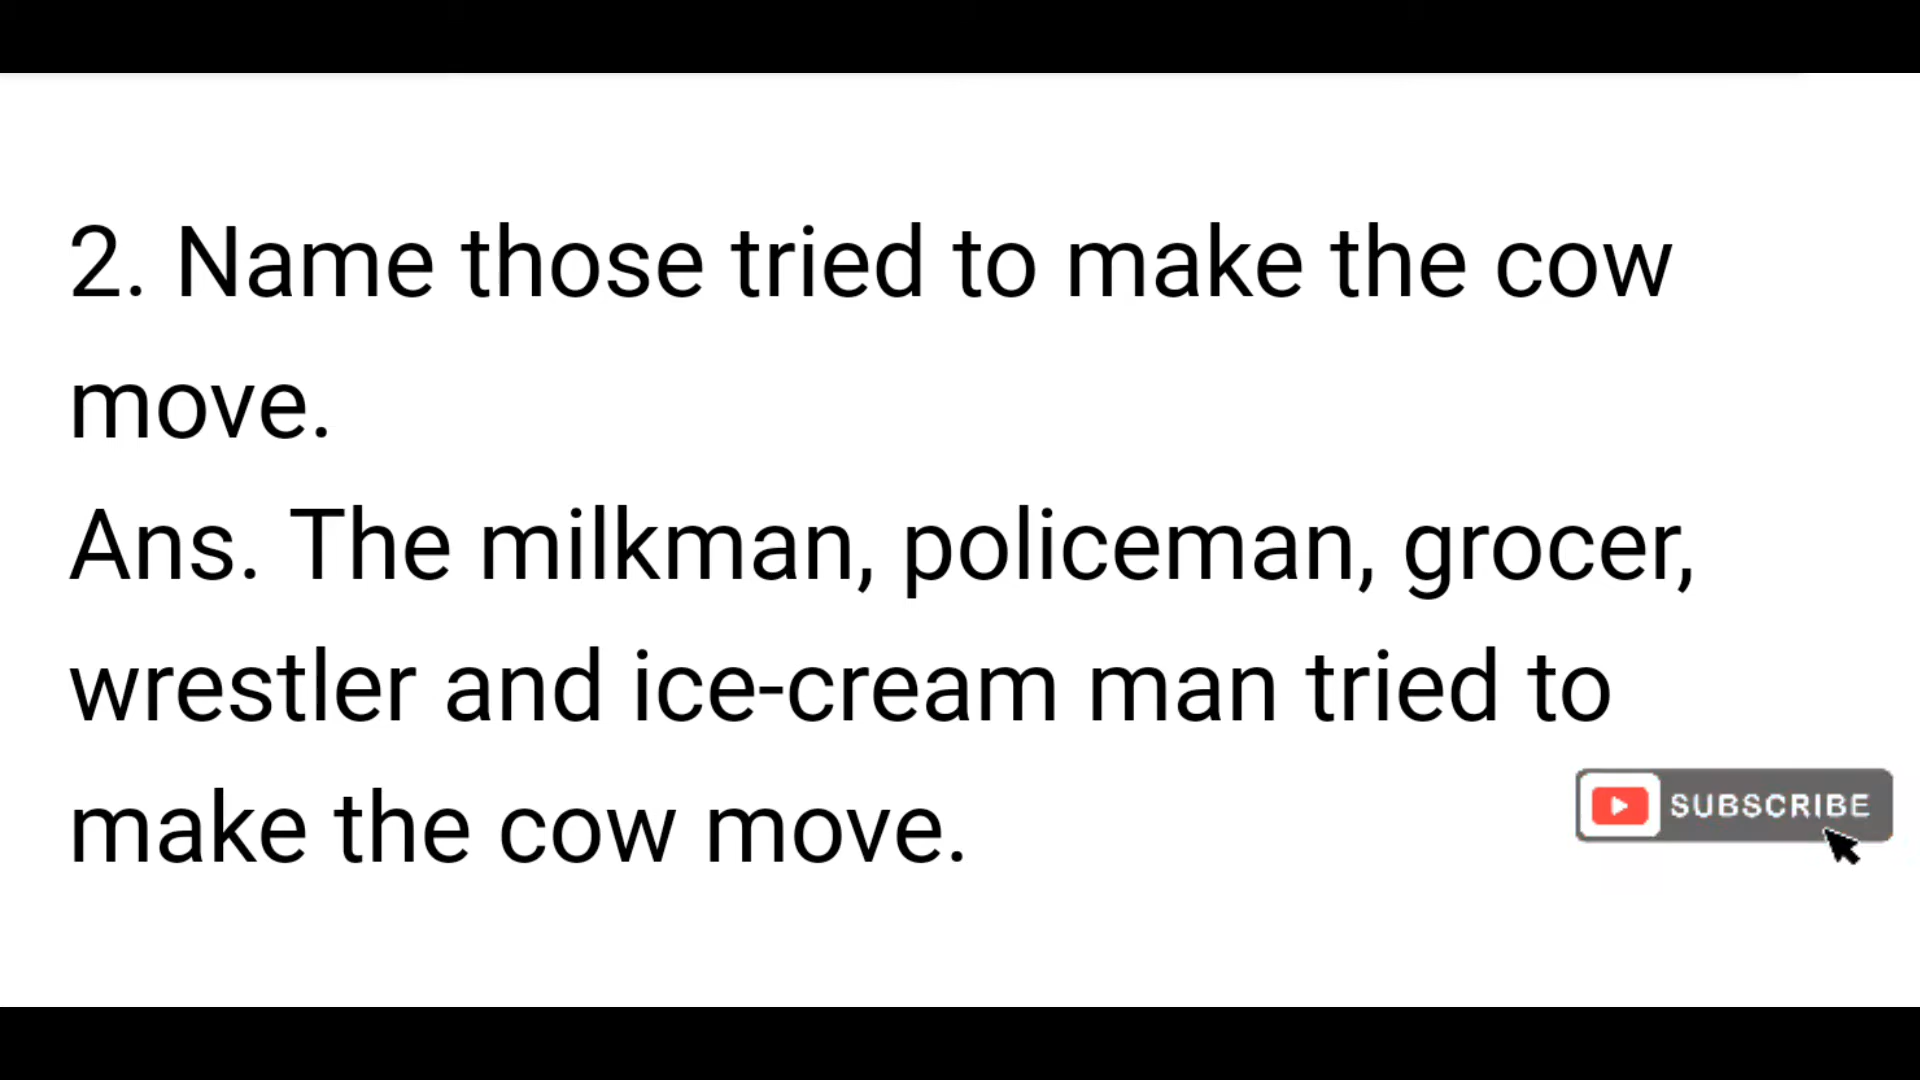 2. Name those tried to make the cow
move.
Ans. The milkman, policeman, grocer,
wrestler and ice-cream man tried to
make the cow move.
SUBSCRIBE